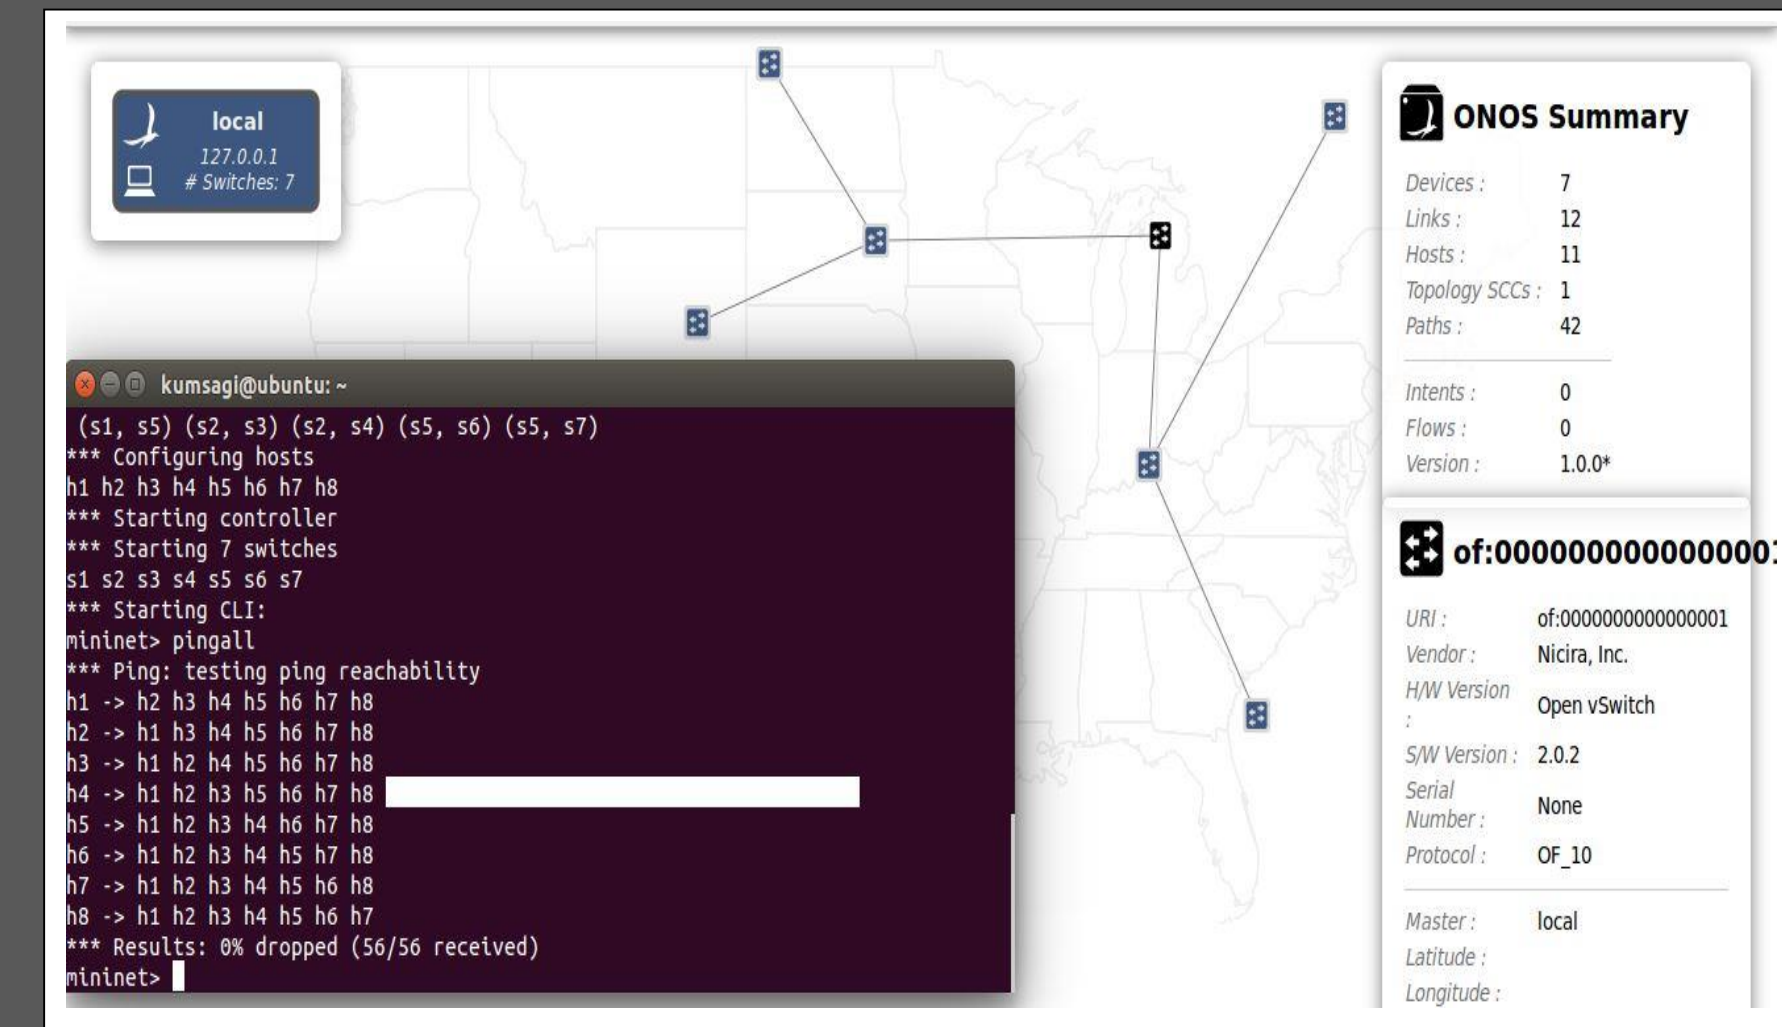 local
127.0.0.1
# Switches: 7
ONOS Summary
Devices : 7
Links : 12
Hosts : 11
Topology SCCs : 1
Paths : 42
Intents : 0
Flows : 0
Version : 1.0.0*
of:0000000000000001
URI : of:0000000000000001
Vendor : Nicira, Inc.
H/W Version
: Open vSwitch
S/W Version : 2.0.2
Serial
Number : None
Protocol : OF_10
Master : local
Latitude :
Longitude :
kumsagi@ubuntu: ~
(s1, s5) (s2, s3) (s2, s4) (s5, s6) (s5, s7)
*** Configuring hosts
h1 h2 h3 h4 h5 h6 h7 h8
*** Starting controller
*** Starting 7 switches
s1 s2 s3 s4 s5 s6 s7
*** Starting CLI:
mininet> pingall
*** Ping: testing ping reachability
h1 -> h2 h3 h4 h5 h6 h7 h8
h2 -> h1 h3 h4 h5 h6 h7 h8
h3 -> h1 h2 h4 h5 h6 h7 h8
h4 -> h1 h2 h3 h5 h6 h7 h8
h5 -> h1 h2 h3 h4 h6 h7 h8
h6 -> h1 h2 h3 h4 h5 h7 h8
h7 -> h1 h2 h3 h4 h5 h6 h8
h8 -> h1 h2 h3 h4 h5 h6 h7
*** Results: 0% dropped (56/56 received)
mininet>